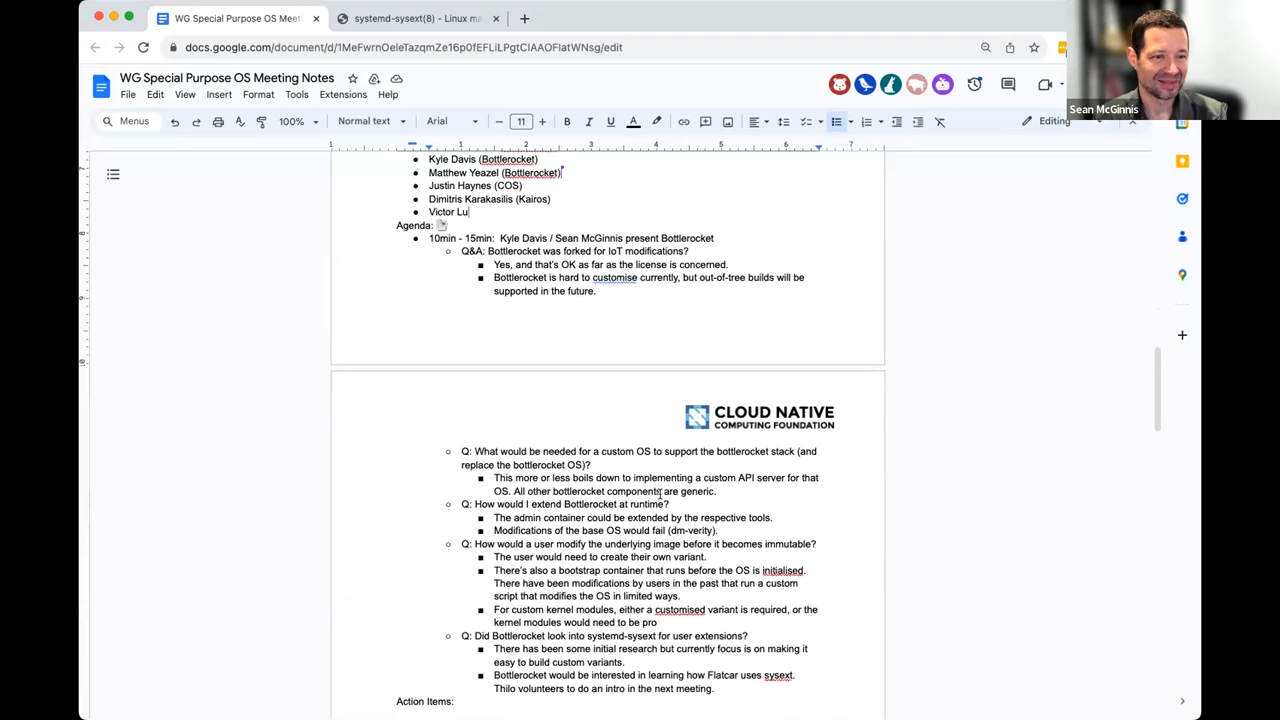 WG Special Purpose OS Meeti
systemd-sysext(8) - Linux ma
docs.google.com/document/d/1MeFwrnOeleTazqmZe16p0fEFLiLPgtCIAAOFlatWNsg/edit
WG Special Purpose OS Meeting Notes
File Edit View Insert Format Tools Extensions Help
Sean McGinnis
Menus 100% Normal text Arial 11 Editing
1 1 2 3 4 5 6 7
Kyle Davis (Bottlerocket)
Matthew Yeazel (Bottlerocket)
Justin Haynes (COS)
Dimitris Karakasilis (Kairos)
Victor Lu
Agenda:
10min - 15min: Kyle Davis / Sean McGinnis present Bottlerocket
Q&A: Bottlerocket was forked for IoT modifications?
Yes, and that's OK as far as the license is concerned.
Bottlerocket is hard to customise currently, but out-of-tree builds will be
supported in the future.
CLOUD NATIVE
COMPUTING FOUNDATION
Q: What would be needed for a custom OS to support the bottlerocket stack (and
replace the bottlerocket OS)?
This more or less boils down to implementing a custom API server for that
OS. All other bottlerocket components are generic.
Q: How would I extend Bottlerocket at runtime?
The admin container could be extended by the respective tools.
Modifications of the base OS would fail (dm-verity).
Q: How would a user modify the underlying image before it becomes immutable?
The user would need to create their own variant.
There's also a bootstrap container that runs before the OS is initialised.
There have been modifications by users in the past that run a custom
script that modifies the OS in limited ways.
For custom kernel modules, either a customised variant is required, or the
kernel modules would need to be pro
Q: Did Bottlerocket look into systemd-sysext for user extensions?
There has been some initial research but currently focus is on making it
easy to build custom variants.
Bottlerocket would be interested in learning how Flatcar uses sysext.
Thilo volunteers to do an intro in the next meeting.
Action Items: